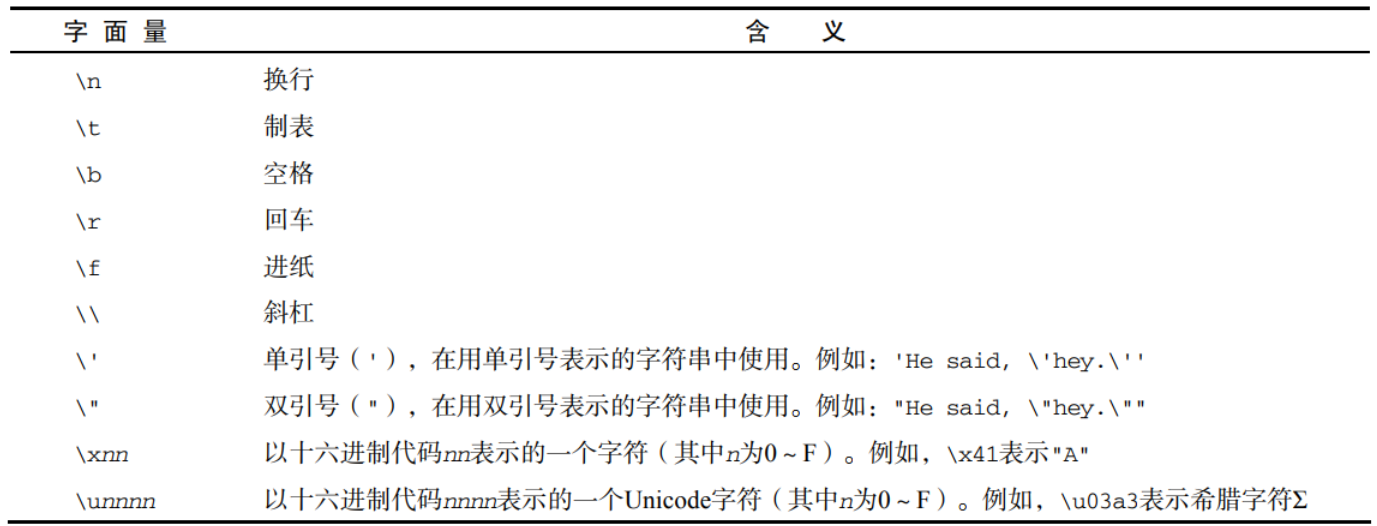 字 面 量 含 义
\n 换行
\t 制表
\b 空格
\r 回车
\f 进纸
\\ 斜杠
\' 单引号（'），在用单引号表示的字符串中使用。例如：'He said, \'hey.\''
\" 双引号（"），在用双引号表示的字符串中使用。例如："He said, \"hey.\""
\xnn 以十六进制代码nn表示的一个字符（其中n为0～F）。例如，\x41表示"A"
\unnnn 以十六进制代码nnnn表示的一个Unicode字符（其中n为0～F）。例如，\u03a3表示希腊字符Σ